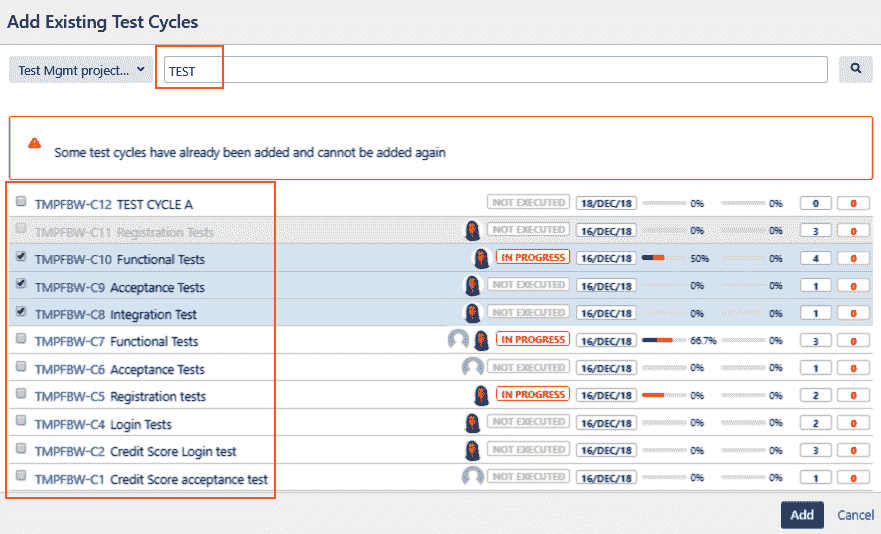 Add Existing Test Cycles
Test Mgmt project... TEST
Some test cycles have already been added and cannot be added again
TMPFBW-C12 TEST CYCLE A NOT EXECUTED 18/DEC/18 0% 0% 0 0
TMPFBW-C11 Registration Tests NOT EXECUTED 16/DEC/18 0% 0% 3 0
TMPFBW-C10 Functional Tests IN PROGRESS 16/DEC/18 50% 0% 4 0
TMPFBW-C9 Acceptance Tests NOT EXECUTED 16/DEC/18 0% 0% 1 0
TMPFBW-C8 Integration Test NOT EXECUTED 16/DEC/18 0% 0% 1 0
TMPFBW-C7 Functional Tests IN PROGRESS 16/DEC/18 66.7% 0% 3 0
TMPFBW-C6 Acceptance Tests NOT EXECUTED 16/DEC/18 0% 0% 1 0
TMPFBW-C5 Registration tests IN PROGRESS 16/DEC/18 0% 0% 2 0
TMPFBW-C4 Login Tests NOT EXECUTED 16/DEC/18 0% 0% 2 0
TMPFBW-C2 Credit Score Login test NOT EXECUTED 16/DEC/18 0% 0% 3 0
TMPFBW-C1 Credit Score acceptance test NOT EXECUTED 16/DEC/18 0% 0% 1 0
Add Cancel